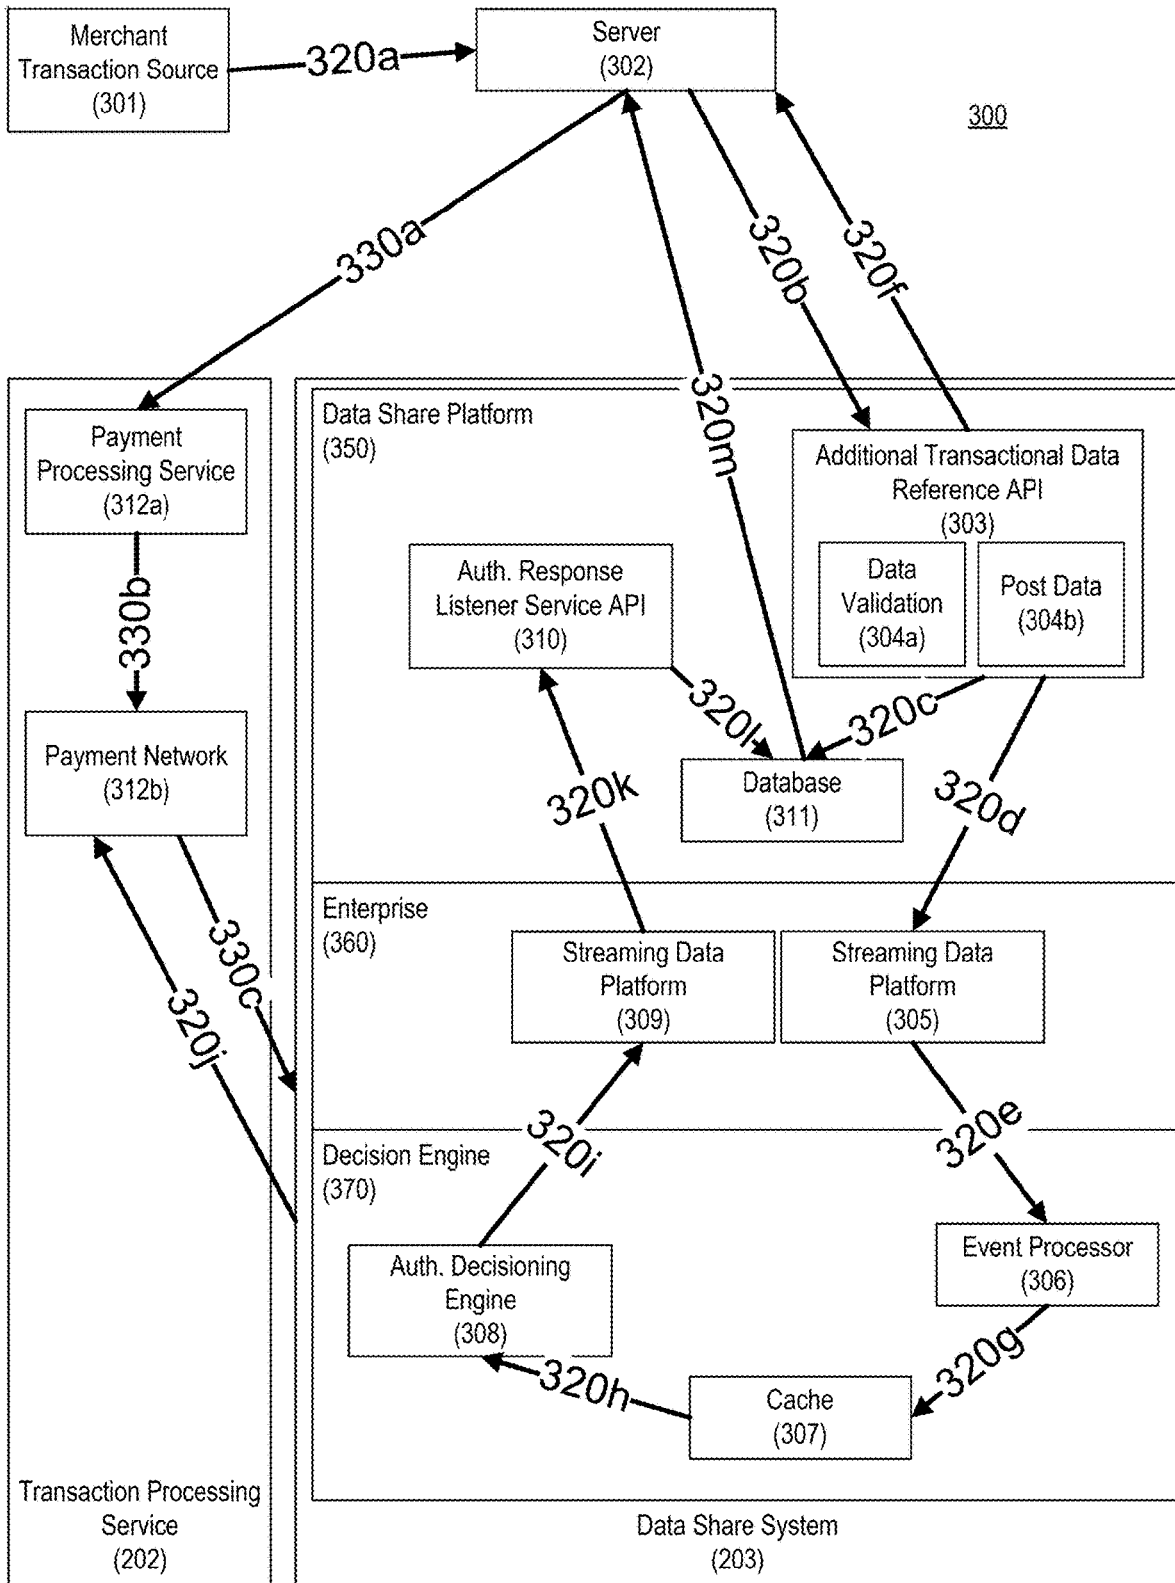 Merchant
Transaction Source
(301)
320a
Server
(302)
300
330a
320b
320f
320m
Data Share Platform
(350)
Payment
Processing Service
(312a)
Additional Transactional Data
Reference API
(303)
Data
Validation
(304a)
Post Data
(304b)
Auth. Response
Listener Service API
(310)
330b
320l
320c
Payment Network
(312b)
Database
(311)
320k
320d
Enterprise
(360)
330c
320j
Streaming Data
Platform
(309)
Streaming Data
Platform
(305)
320i
320e
Decision Engine
(370)
Auth. Decisioning
Engine
(308)
Event Processor
(306)
320h
320g
Cache
(307)
Transaction Processing
Service
(202)
Data Share System
(203)